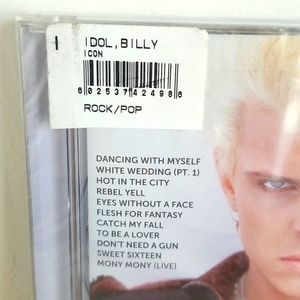 I IDOL, BILLY
ICON
6 02537 42498 6
ROCK/POP
DANCING WITH MYSELF
WHITE WEDDING (PT. 1)
HOT IN THE CITY
REBEL YELL
EYES WITHOUT A FACE
FLESH FOR FANTASY
CATCH MY FALL
TO BE A LOVER
DON'T NEED A GUN
SWEET SIXTEEN
MONY MONY (LIVE)